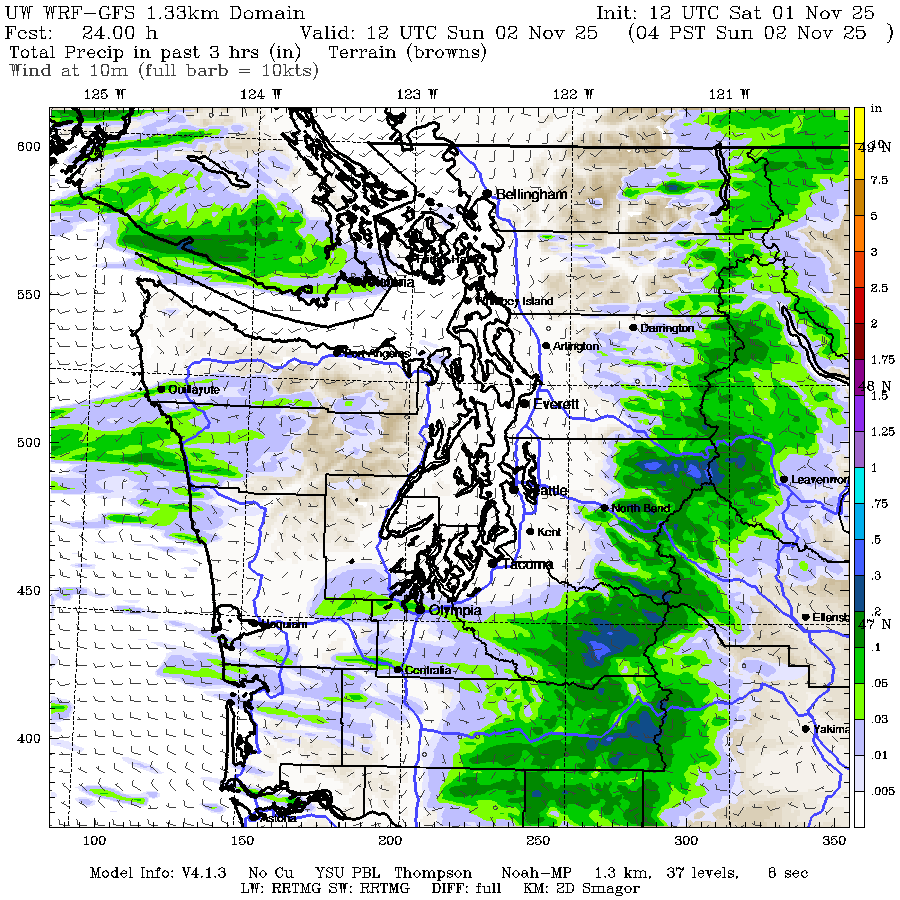 UW WRF-GFS 1.33km Domain Init: 12 UTC Sat 01 Nov 25
Fcst: 24.00 h Valid: 12 UTC Sun 02 Nov 25 (04 PST Sun 02 Nov 25 )
Total Precip in past 3 hrs (in) Terrain (browns)
Wind at 10m (full barb = 10kts)
125 W 124 W 123 W 122 W 121 W
in
600
N
7.5
Bellingham
5
3
Victoria
550
2.5
Island
2
Darrington
Arlington
Port Angeles
1.75
Quillayute
48 N
1.5
Everett
1.25
500
1
Seattle
North Bend
.75
Kent
.5
Tacoma
.3
450
Olympia
.2
Hoquiam
47 N
.1
Centralia
.05
.03
Yakima
400
.01
.005
Astoria
100 150 200 250 300 350
Model Info: V4.1.3 No Cu YSU PBL Thompson Noah-MP 1.3 km, 37 levels, 8 sec
LW: RRTMG SW: RRTMG DIFF: full KM: 2D Smagor